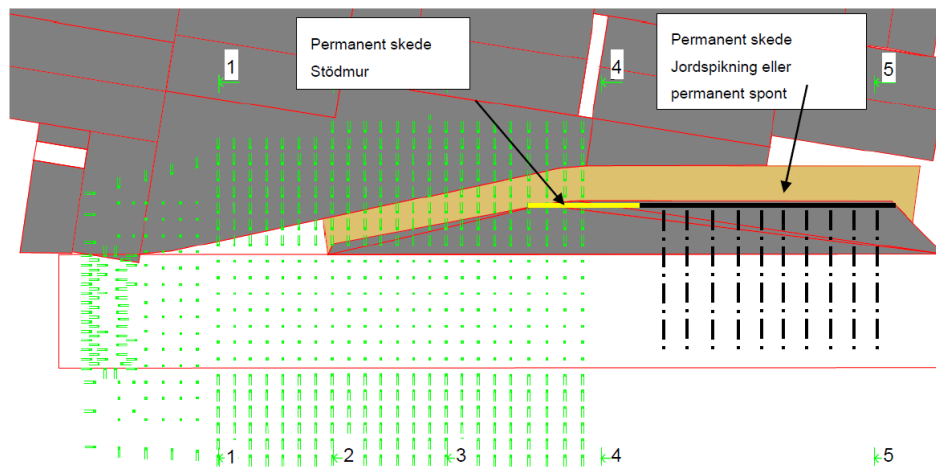 Permanent skede
Stödmur
Permanent skede
Jordspikning eller
permanent spont
1
4
5
1
2
3
4
5